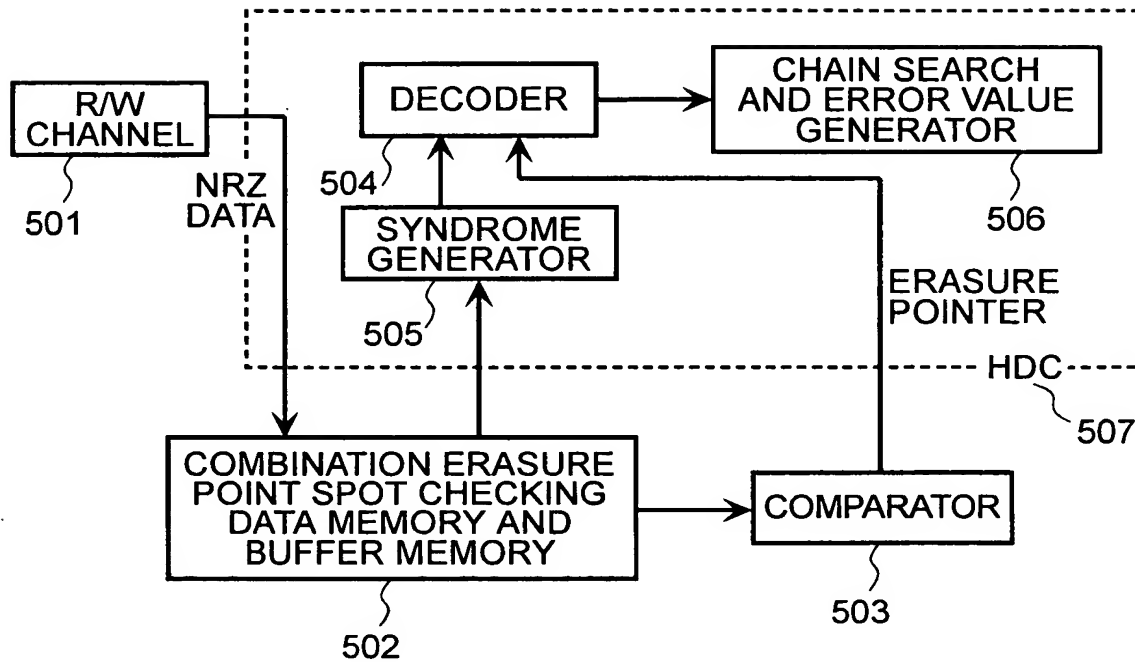 R/W
CHANNEL
501
NRZ
DATA
DECODER
504
CHAIN SEARCH
AND ERROR VALUE
GENERATOR
506
SYNDROME
GENERATOR
505
ERASURE
POINTER
HDC
507
COMBINATION ERASURE
POINT SPOT CHECKING
DATA MEMORY AND
BUFFER MEMORY
502
COMPARATOR
503